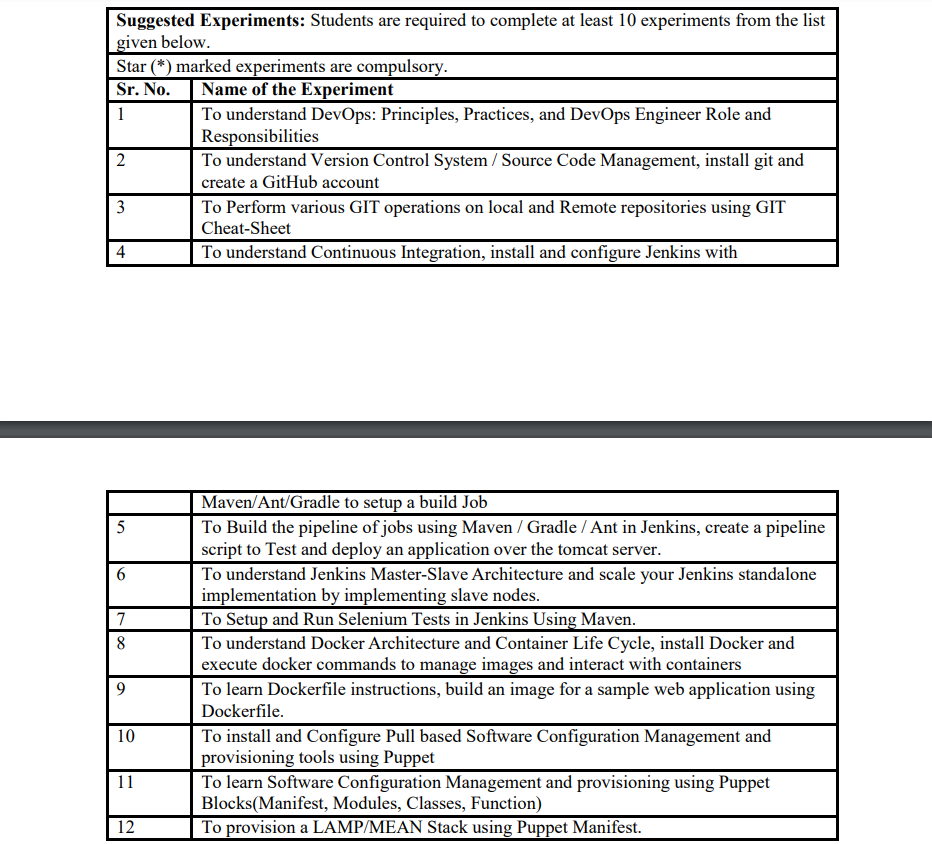 Suggested Experiments: Students are required to complete at least 10 experiments from the list
given below.
Star (*) marked experiments are compulsory.
Sr. No. Name of the Experiment
1 To understand DevOps: Principles, Practices, and DevOps Engineer Role and
Responsibilities
2 To understand Version Control System / Source Code Management, install git and
create a GitHub account
3 To Perform various GIT operations on local and Remote repositories using GIT
Cheat-Sheet
4 To understand Continuous Integration, install and configure Jenkins with
Maven/Ant/Gradle to setup a build Job
5 To Build the pipeline of jobs using Maven / Gradle / Ant in Jenkins, create a pipeline
script to Test and deploy an application over the tomcat server.
6 To understand Jenkins Master-Slave Architecture and scale your Jenkins standalone
implementation by implementing slave nodes.
7 To Setup and Run Selenium Tests in Jenkins Using Maven.
8 To understand Docker Architecture and Container Life Cycle, install Docker and
execute docker commands to manage images and interact with containers
9 To learn Dockerfile instructions, build an image for a sample web application using
Dockerfile.
10 To install and Configure Pull based Software Configuration Management and
provisioning tools using Puppet
11 To learn Software Configuration Management and provisioning using Puppet
Blocks(Manifest, Modules, Classes, Function)
12 To provision a LAMP/MEAN Stack using Puppet Manifest.